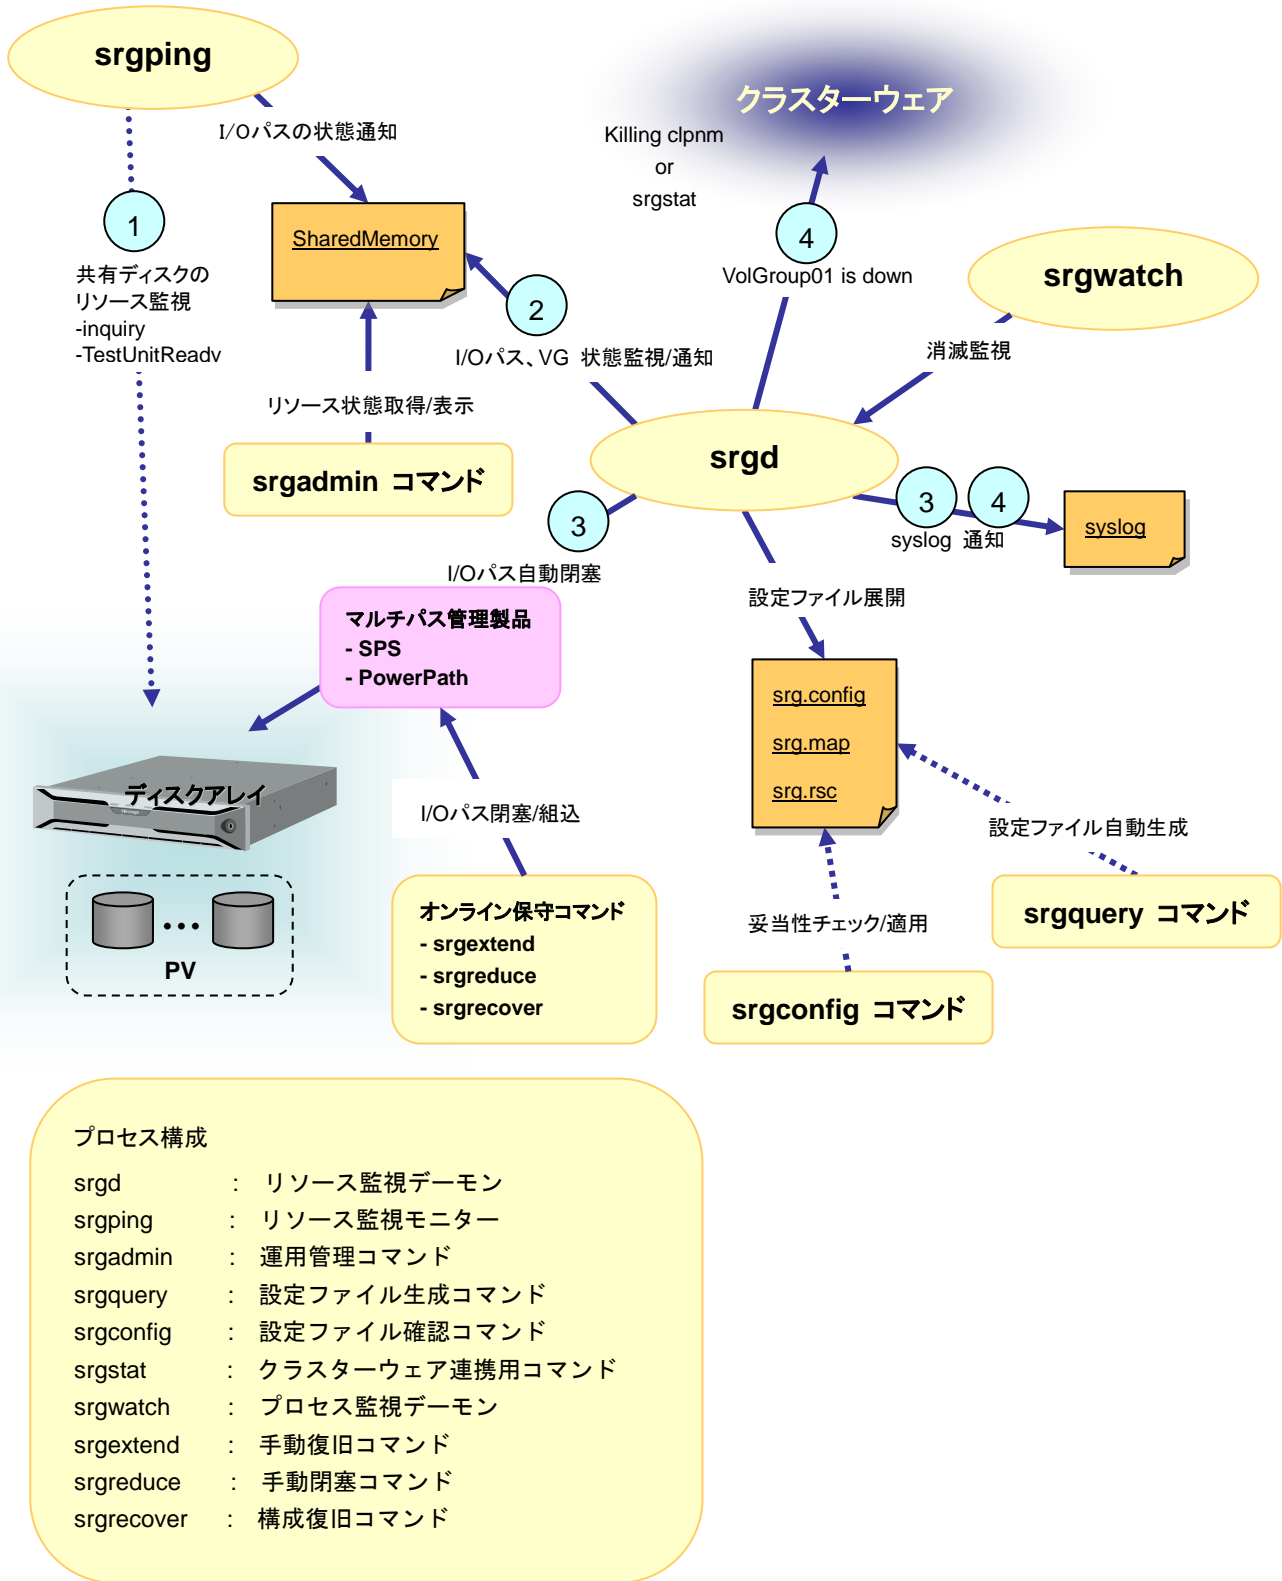 srgping
クラスターウェア
I/Oパスの状態通知
Killing clpnm
or
srgstat
1
SharedMemory
4
共有ディスクの
リソース監視
-inquiry
-TestUnitReady
VolGroup01 is down
srgwatch
2
I/Oパス、VG 状態監視/通知
消滅監視
リソース状態取得/表示
srgd
srgadmin コマンド
3
3
4
syslog
syslog 通知
I/Oパス自動閉塞
設定ファイル展開
マルチパス管理製品
- SPS
- PowerPath
srg.config
srg.map
srg.rsc
ディスクアレイ
I/Oパス閉塞/組込
設定ファイル自動生成
オンライン保守コマンド
- srgextend
- srgreduce
- srgrecover
妥当性チェック/適用
srgquery コマンド
PV
srgconfig コマンド
プロセス構成
srgd : リソース監視デーモン
srgping : リソース監視モニター
srgadmin : 運用管理コマンド
srgquery : 設定ファイル生成コマンド
srgconfig : 設定ファイル確認コマンド
srgstat : クラスターウェア連携用コマンド
srgwatch : プロセス監視デーモン
srgextend : 手動復旧コマンド
srgreduce : 手動閉塞コマンド
srgrecover : 構成復旧コマンド